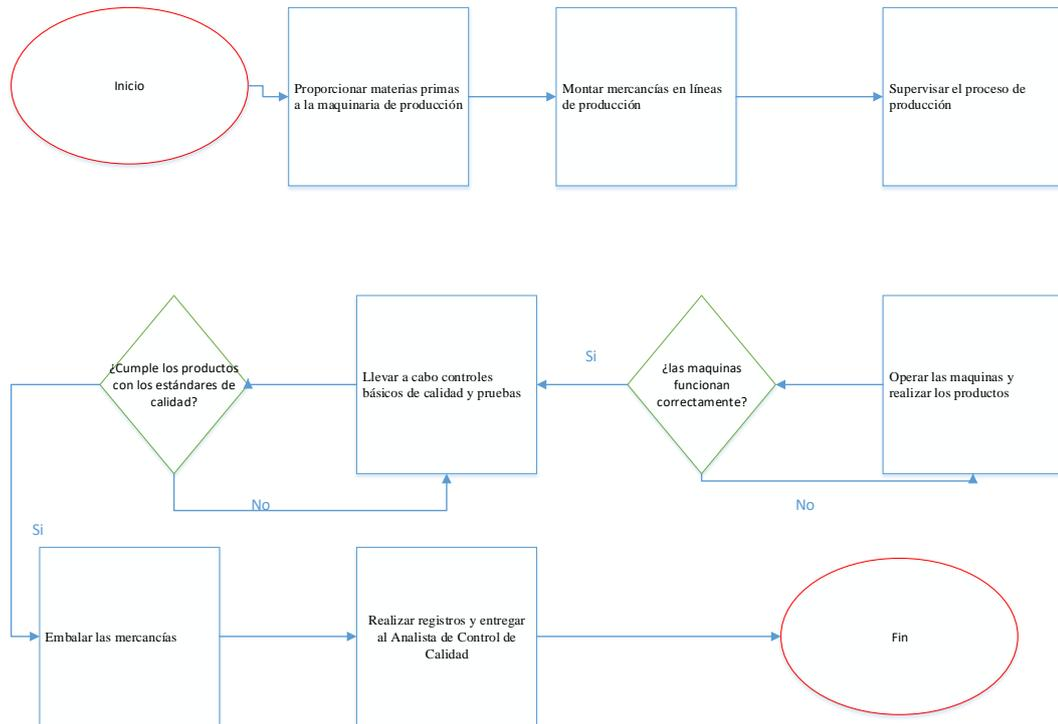 Inicio
Proporcionar materias primas
a la maquinaria de producción
Montar mercancías en líneas
de producción
Supervisar el proceso de
producción
Operar las maquinas y
realizar los productos
¿las maquinas
funcionan
correctamente?
Si
No
Llevar a cabo controles
básicos de calidad y pruebas
¿Cumple los productos
con los estándares de
calidad?
No
Si
Embalar las mercancías
Realizar registros y entregar
al Analista de Control de
Calidad
Fin